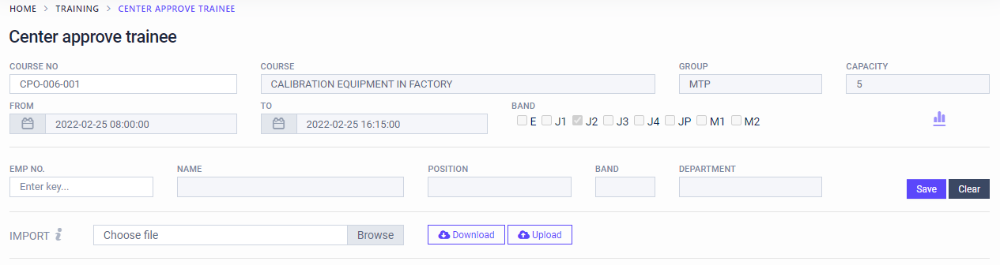 HOME > TRAINING > CENTER APPROVE TRAINEE
Center approve trainee
COURSE NO COURSE GROUP CAPACITY
CPO-006-001 CALIBRATION EQUIPMENT IN FACTORY MTP 5
FROM TO BAND
2022-02-25 08:00:00 2022-02-25 16:15:00 E J1 J2 J3 J4 JP M1 M2
EMP NO. NAME POSITION BAND DEPARTMENT
Enter key... Save Clear
IMPORT Choose file Browse Download Upload